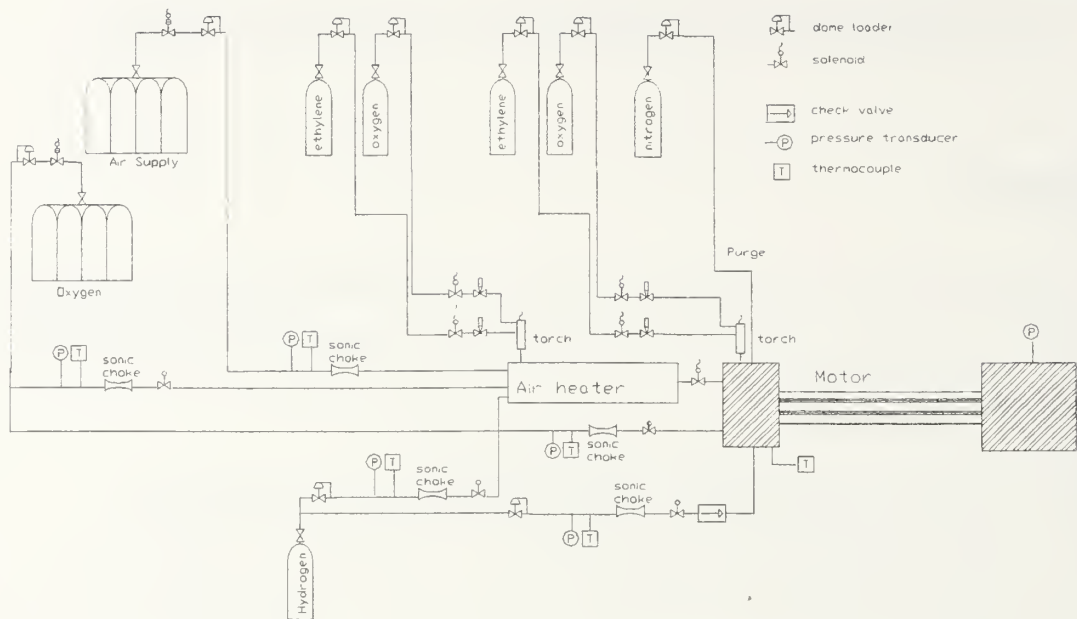 dome loader
solenoid
check valve
P
pressure transducer
T
thermocouple
ethylene
oxygen
ethylene
oxygen
nitrogen
Air Supply
Oxygen
Purge
torch
torch
P
P
T
sonic
choke
P
T
sonic
choke
Air heater
Motor
P
T
sonic
choke
T
P
T
sonic
choke
sonic
choke
P
T
Hydrogen